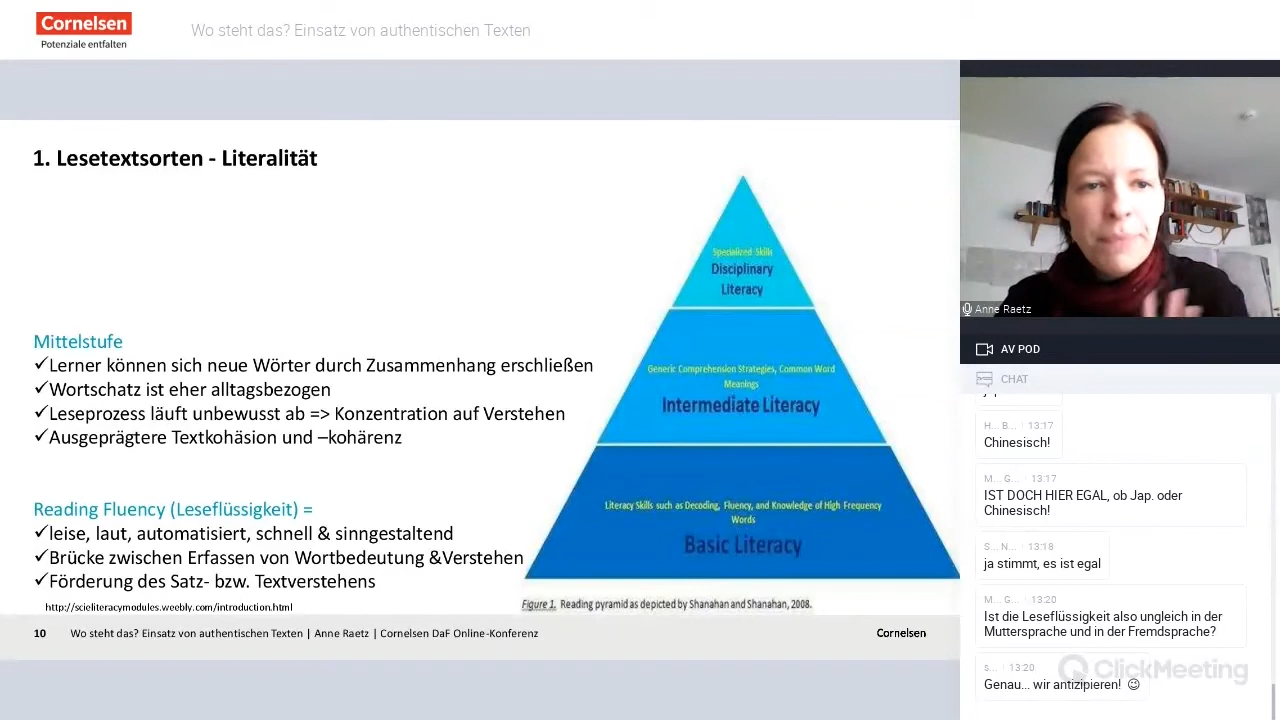 Cornelsen
Potenziale entfalten
Wo steht das? Einsatz von authentischen Texten
1. Lesetextsorten - Literalität
Mittelstufe
✓Lerner können sich neue Wörter durch Zusammenhang erschließen
✓Wortschatz ist eher alltagsbezogen
✓Leseprozess läuft unbewusst ab => Konzentration auf Verstehen
✓Ausgeprägtere Textkohäsion und –kohärenz
Reading Fluency (Leseflüssigkeit) =
✓leise, laut, automatisiert, schnell & sinngestaltend
✓Brücke zwischen Erfassen von Wortbedeutung &Verstehen
✓Förderung des Satz- bzw. Textverstehens
http://scieliteracymodules.weebly.com/introduction.html
Specialized Skills
Disciplinary
Literacy
Generic Comprehension Strategies, Common Word
Meanings
Intermediate Literacy
Literacy Skills such as Decoding, Fluency, and Knowledge of High Frequency
Words
Basic Literacy
Figure 1. Reading pyramid as depicted by Shanahan and Shanahan, 2008.
10 Wo steht das? Einsatz von authentischen Texten | Anne Raetz | Cornelsen DaF Online-Konferenz
Cornelsen
Anne Raetz
AV POD
CHAT
H... B... 13:17
Chinesisch!
M... G... 13:17
IST DOCH HIER EGAL, ob Jap. oder
Chinesisch!
S... N... 13:18
ja stimmt, es ist egal
M... G... 13:20
Ist die Leseflüssigkeit also ungleich in der
Muttersprache und in der Fremdsprache?
s... 13:20
Genau... wir antizipieren! 😉
ClickMeeting